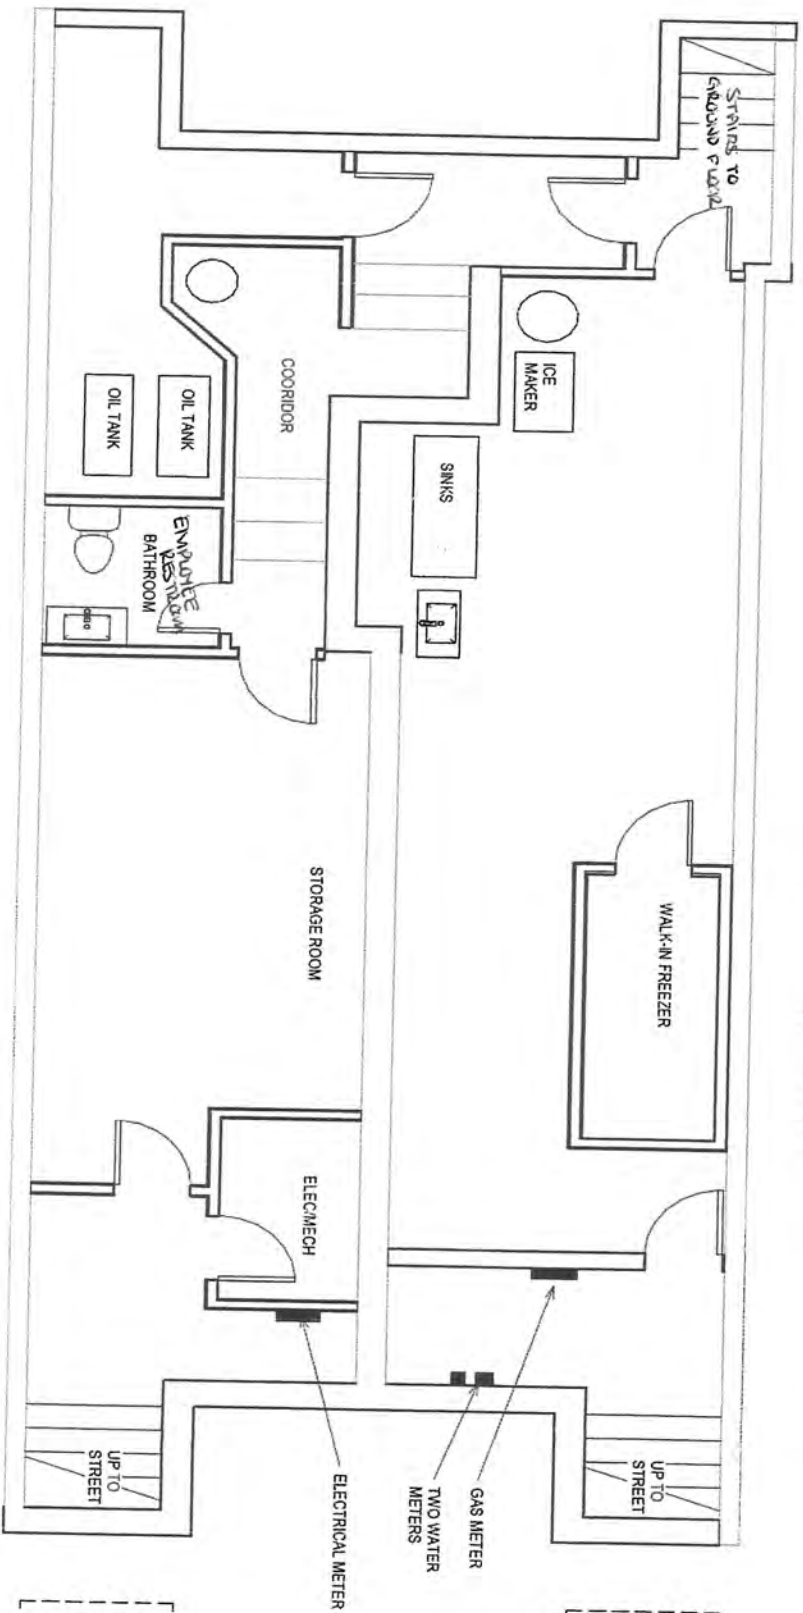 STAIRS TO
GROUND FLOOR
ICE
MAKER
COORIDOR
OIL TANK
OIL TANK
SINKS
EMPLOYEE
RESTROOM
BATHROOM
WALK-IN FREEZER
STORAGE ROOM
ELEC/MECH
UP TO
STREET
UP TO
STREET
GAS METER
TWO WATER
METERS
ELECTRICAL METER